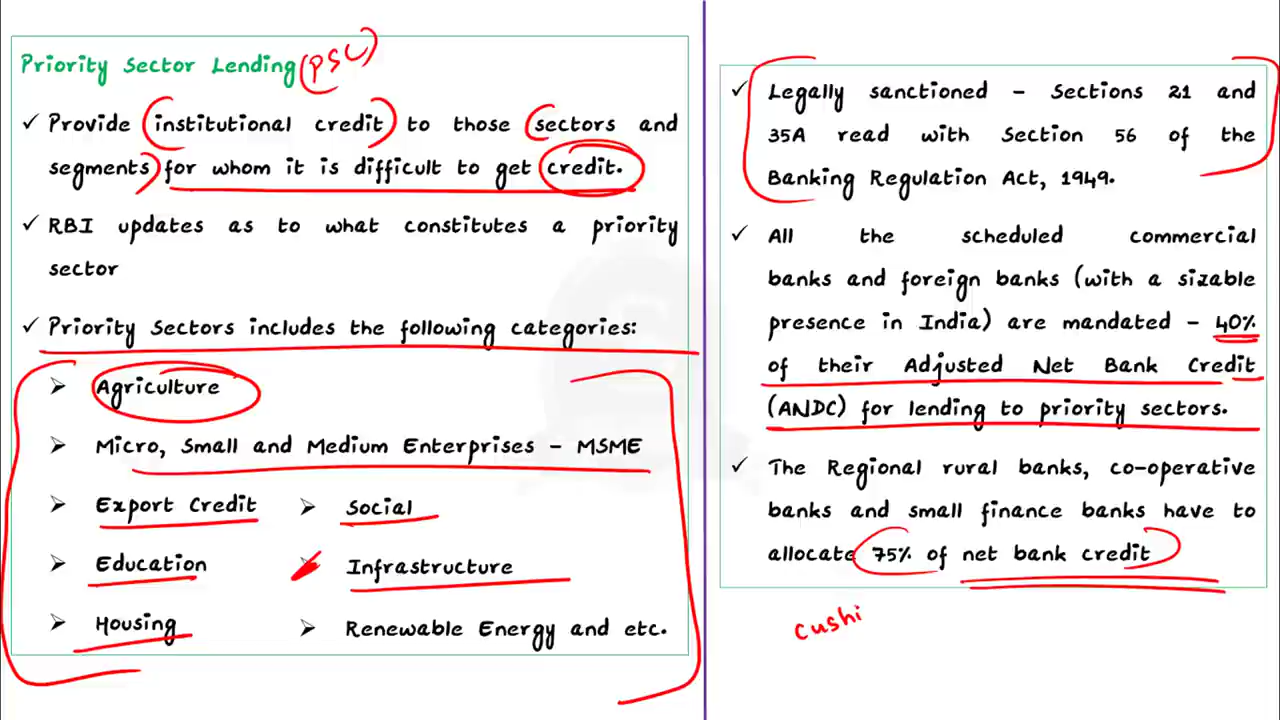 Priority Sector Lending (PSL)
✓ Provide institutional credit to those sectors and
segments for whom it is difficult to get credit.
✓ RBI updates as to what constitutes a priority
sector
✓ Priority Sectors includes the following categories:
➢ Agriculture
➢ Micro, Small and Medium Enterprises – MSME
➢ Export Credit ➢ Social
➢ Education ➢ Infrastructure
➢ Housing ➢ Renewable Energy and etc.
✓ Legally sanctioned – Sections 21 and
35A read with Section 56 of the
Banking Regulation Act, 1949.
✓ All the scheduled commercial
banks and foreign banks (with a sizable
presence in India) are mandated – 40%
of their Adjusted Net Bank Credit
(ANDC) for lending to priority sectors.
✓ The Regional rural banks, co-operative
banks and small finance banks have to
allocate 75% of net bank credit
cushi